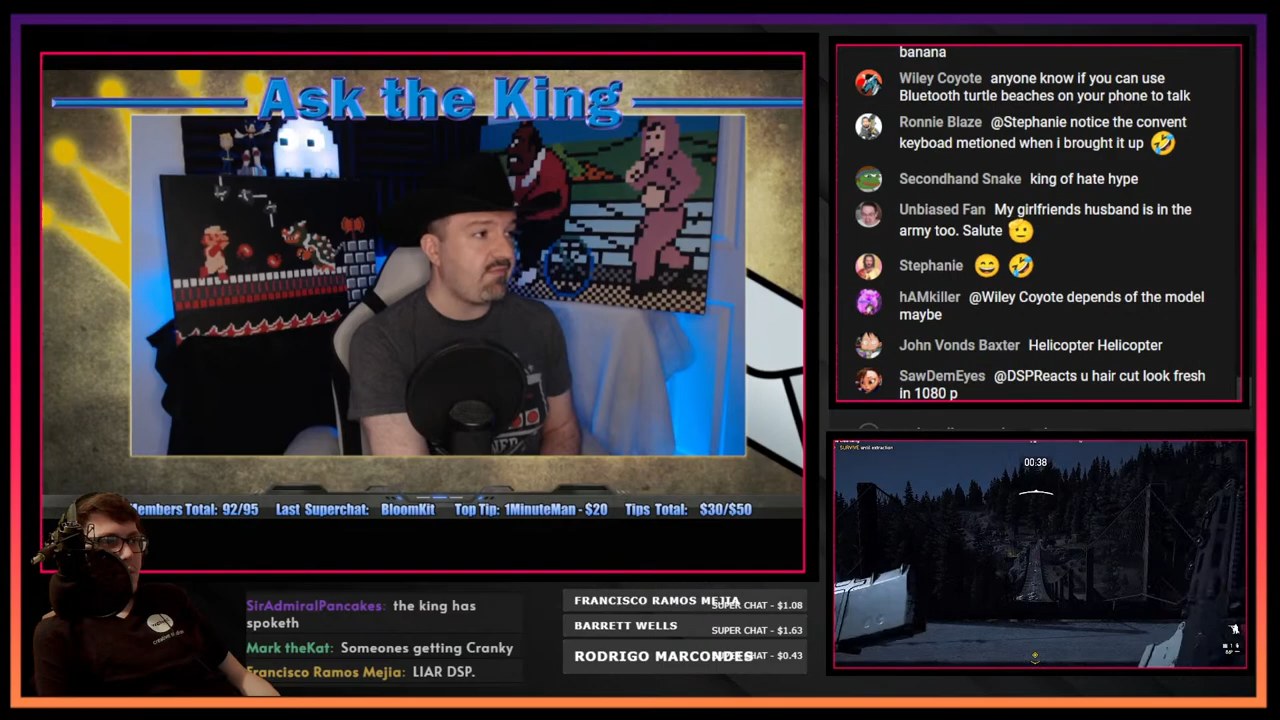 Ask the King
Members Total: 92/95 Last Superchat: BloomKit Top Tip: 1MinuteMan - $20 Tips Total: $30/$50
banana
Wiley Coyote anyone know if you can use
Bluetooth turtle beaches on your phone to talk
Ronnie Blaze @Stephanie notice the convent
keyboad metioned when i brought it up 🤣
Secondhand Snake king of hate hype
Unbiased Fan My girlfriends husband is in the
army too. Salute 🫡
Stephanie 😄 🤣
hAMkiller @Wiley Coyote depends of the model
maybe
John Vonds Baxter Helicopter Helicopter
SawDemEyes @DSPReacts u hair cut look fresh
in 1080 p
SURVIVE until extraction
00:38
SirAdmiralPancakes: the king has
spoketh
Mark theKat: Someones getting Cranky
Francisco Ramos Mejia: LIAR DSP.
FRANCISCO RAMOS MEJIA SUPER CHAT - $1.08
BARRETT WELLS SUPER CHAT - $1.63
RODRIGO MARCONDES CHAT - $0.43